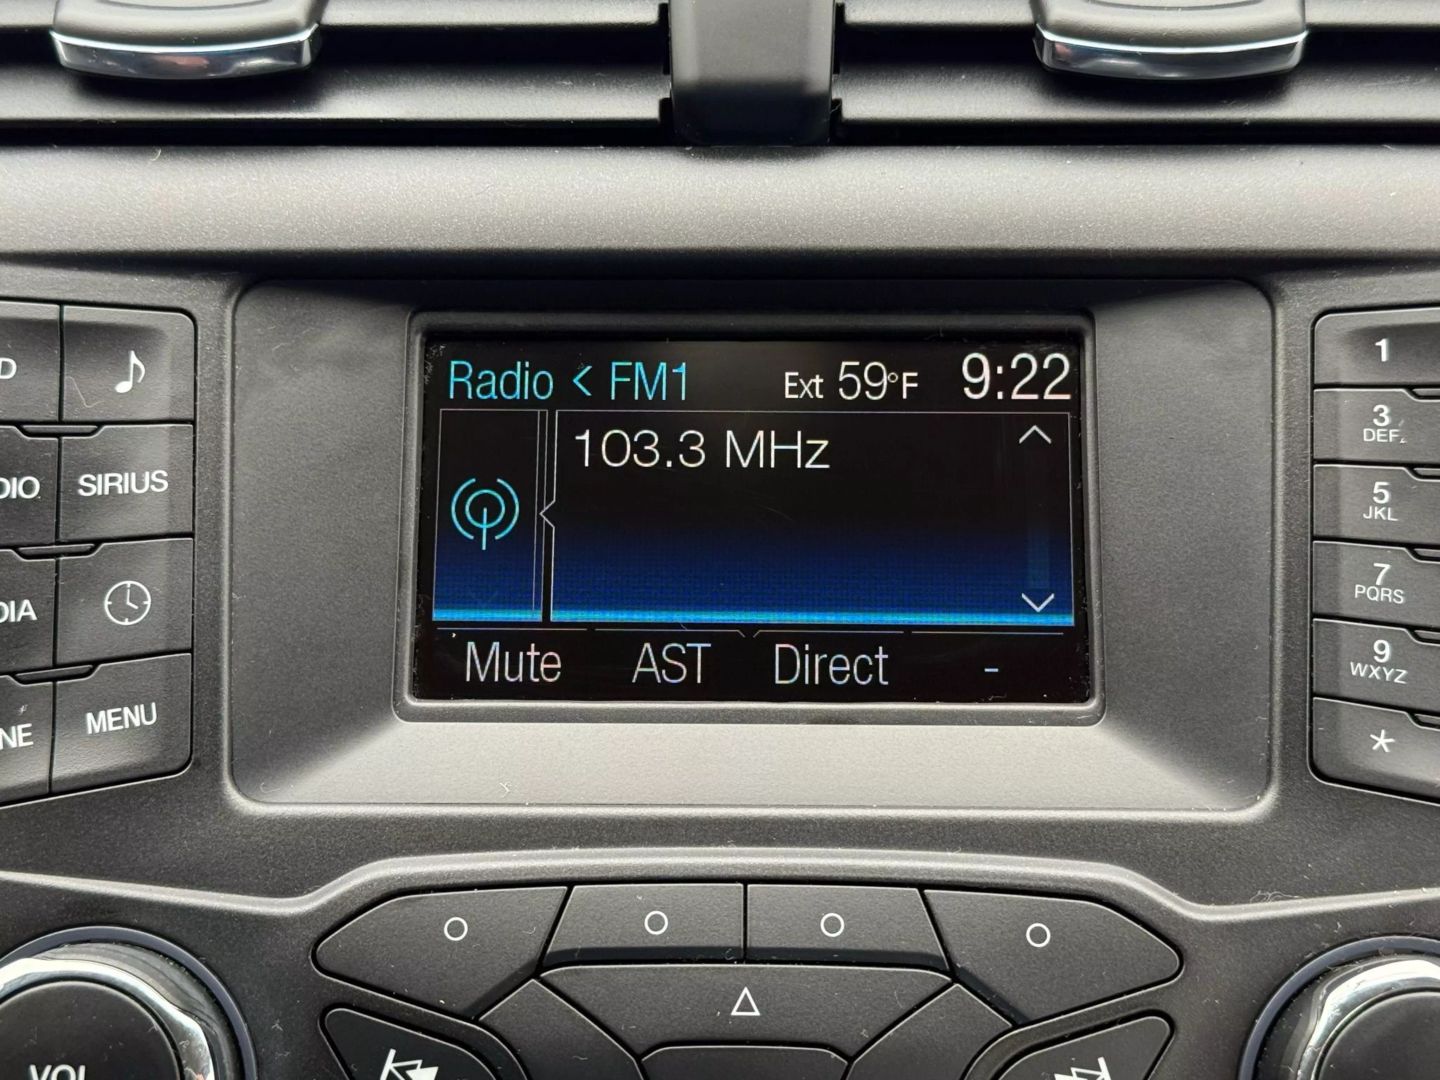 Radio < FM1 Ext 59°F 9:22
103.3 MHz
Mute AST Direct -
SIRIUS
MENU
1
3
DEF
5
JKL
7
PQRS
9
WXYZ
*
VOL